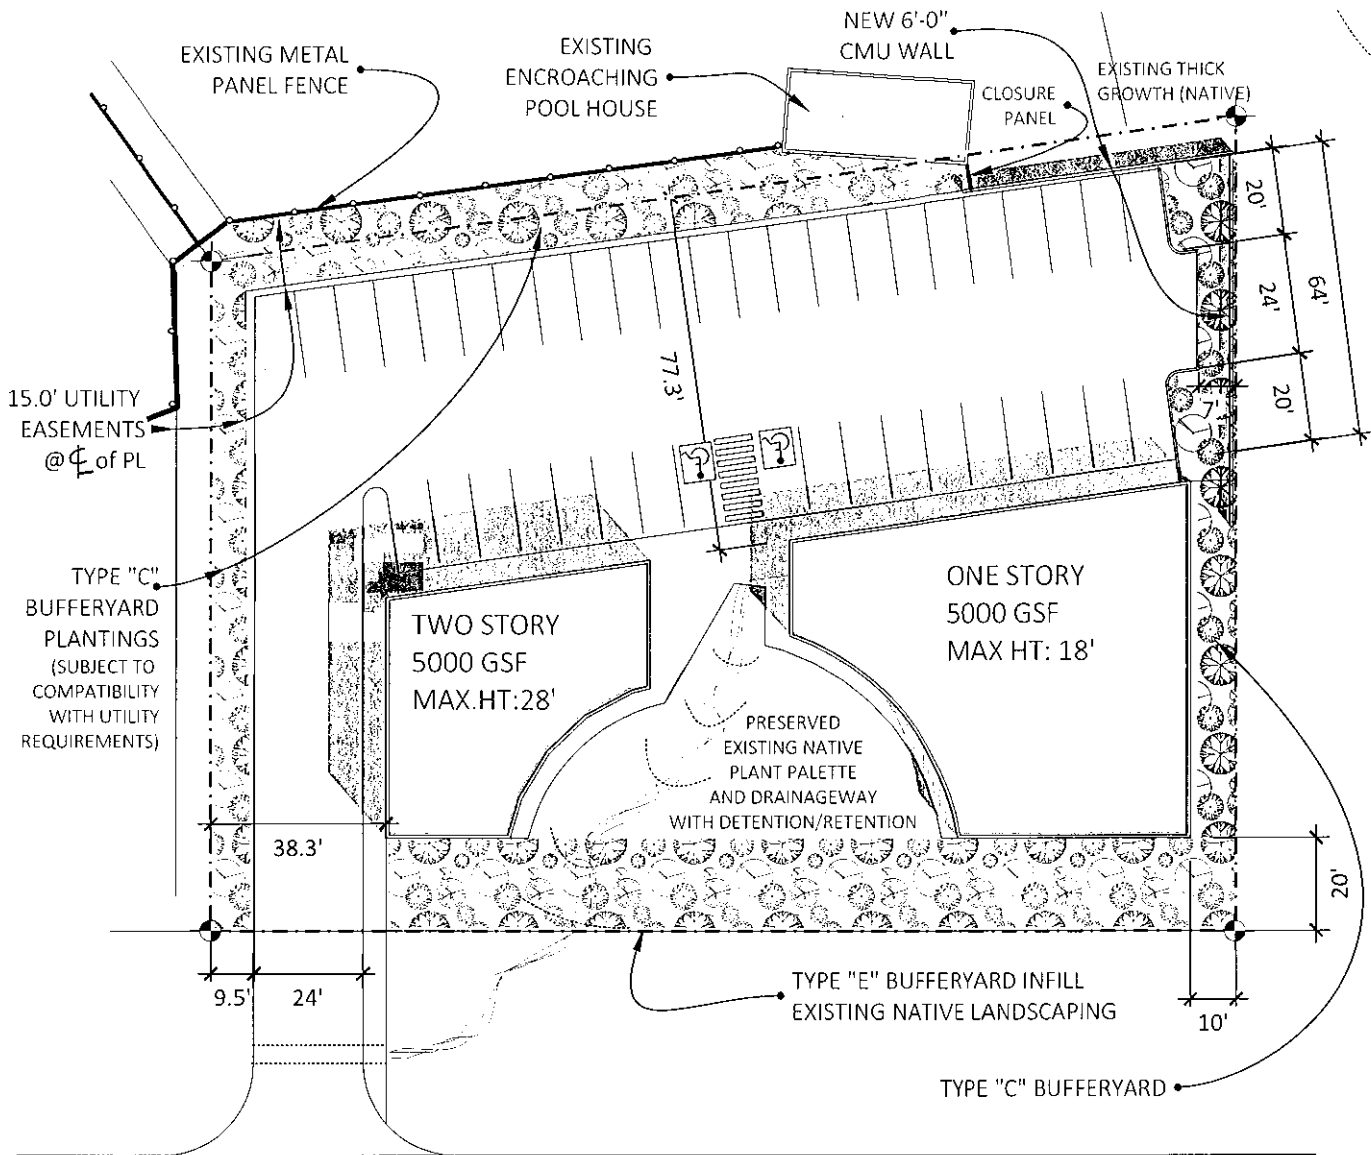 EXISTING METAL
PANEL FENCE
EXISTING
ENCROACHING
POOL HOUSE
NEW 6'-0"
CMU WALL
CLOSURE
PANEL
EXISTING THICK
GROWTH (NATIVE)
20'
24'
64'
20'
7'
77.3'
15.0' UTILITY
EASEMENTS
@ ℄ of PL
TYPE "C"
BUFFERYARD
PLANTINGS
(SUBJECT TO
COMPATIBILITY
WITH UTILITY
REQUIREMENTS)
TWO STORY
5000 GSF
MAX.HT:28'
ONE STORY
5000 GSF
MAX HT: 18'
PRESERVED
EXISTING NATIVE
PLANT PALETTE
AND DRAINAGEWAY
WITH DETENTION/RETENTION
38.3'
20'
9.5'
24'
10'
TYPE "E" BUFFERYARD INFILL
EXISTING NATIVE LANDSCAPING
TYPE "C" BUFFERYARD